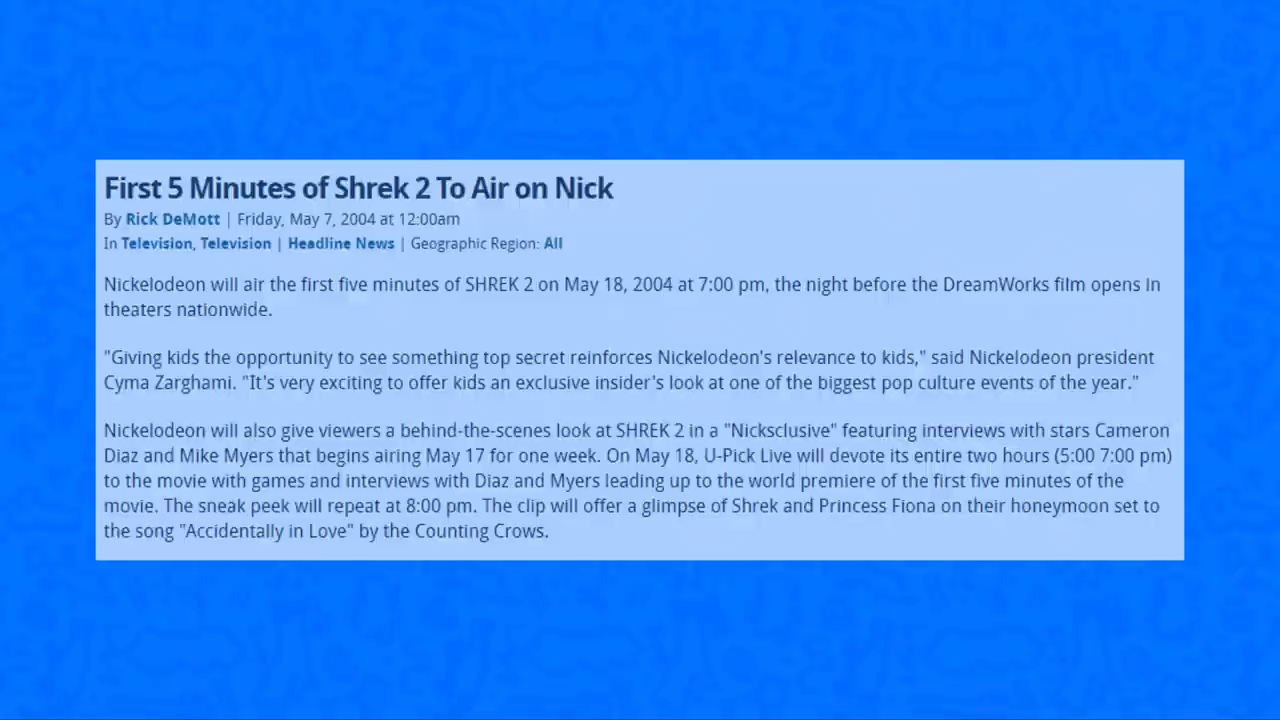 First 5 Minutes of Shrek 2 To Air on Nick
By Rick DeMott | Friday, May 7, 2004 at 12:00am
In Television, Television | Headline News | Geographic Region: All
Nickelodeon will air the first five minutes of SHREK 2 on May 18, 2004 at 7:00 pm, the night before the DreamWorks film opens in
theaters nationwide.
"Giving kids the opportunity to see something top secret reinforces Nickelodeon's relevance to kids," said Nickelodeon president
Cyma Zarghami. "It's very exciting to offer kids an exclusive insider's look at one of the biggest pop culture events of the year."
Nickelodeon will also give viewers a behind-the-scenes look at SHREK 2 in a "Nicksclusive" featuring interviews with stars Cameron
Diaz and Mike Myers that begins airing May 17 for one week. On May 18, U-Pick Live will devote its entire two hours (5:00 7:00 pm)
to the movie with games and interviews with Diaz and Myers leading up to the world premiere of the first five minutes of the
movie. The sneak peek will repeat at 8:00 pm. The clip will offer a glimpse of Shrek and Princess Fiona on their honeymoon set to
the song "Accidentally in Love" by the Counting Crows.